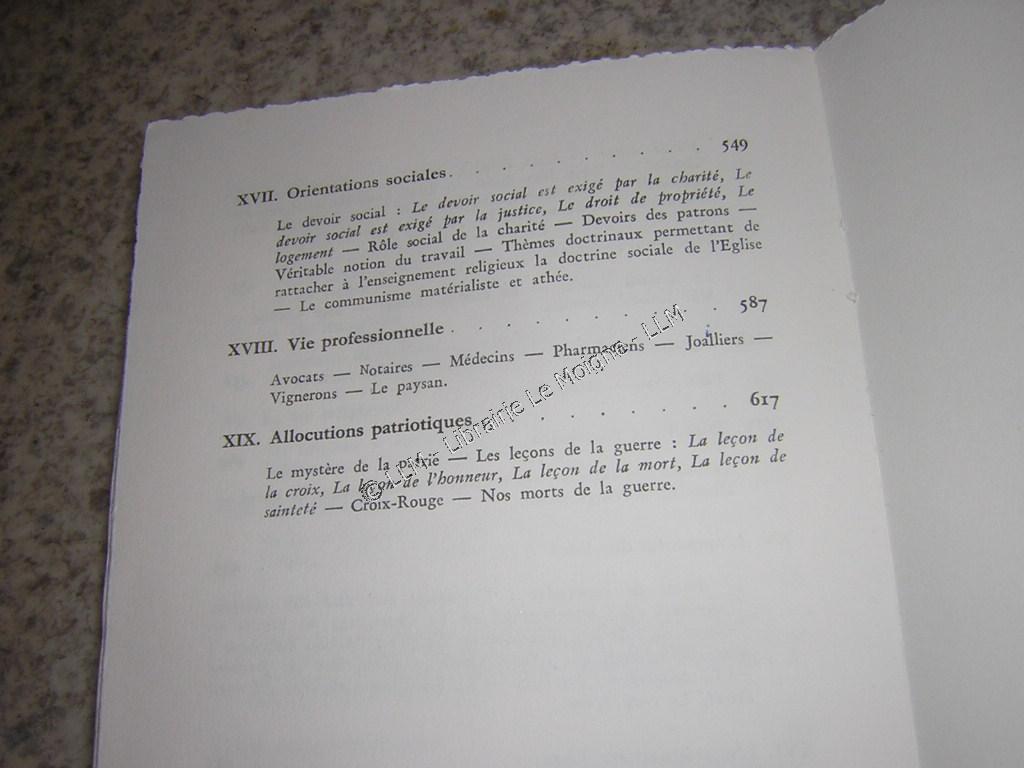 XVII. Orientations sociales. . . . . . . . . . 549
Le devoir social : Le devoir social est exigé par la charité, Le
devoir social est exigé par la justice, Le droit de propriété, Le
logement — Rôle social de la charité — Devoirs des patrons —
Véritable notion du travail — Thèmes doctrinaux permettant de
rattacher à l'enseignement religieux la doctrine sociale de l'Eglise
— Le communisme matérialiste et athée.
XVIII. Vie professionnelle . . . . . . . . . . 587
Avocats — Notaires — Médecins — Pharmaciens — Joalliers —
Vignerons — Le paysan.
XIX. Allocutions patriotiques. . . . . . . . . 617
Le mystère de la patrie — Les leçons de la guerre : La leçon de
la croix, La leçon de l'honneur, La leçon de la mort, La leçon de
sainteté — Croix-Rouge — Nos morts de la guerre.
© LLM - Librairie Le Moigne - LLM